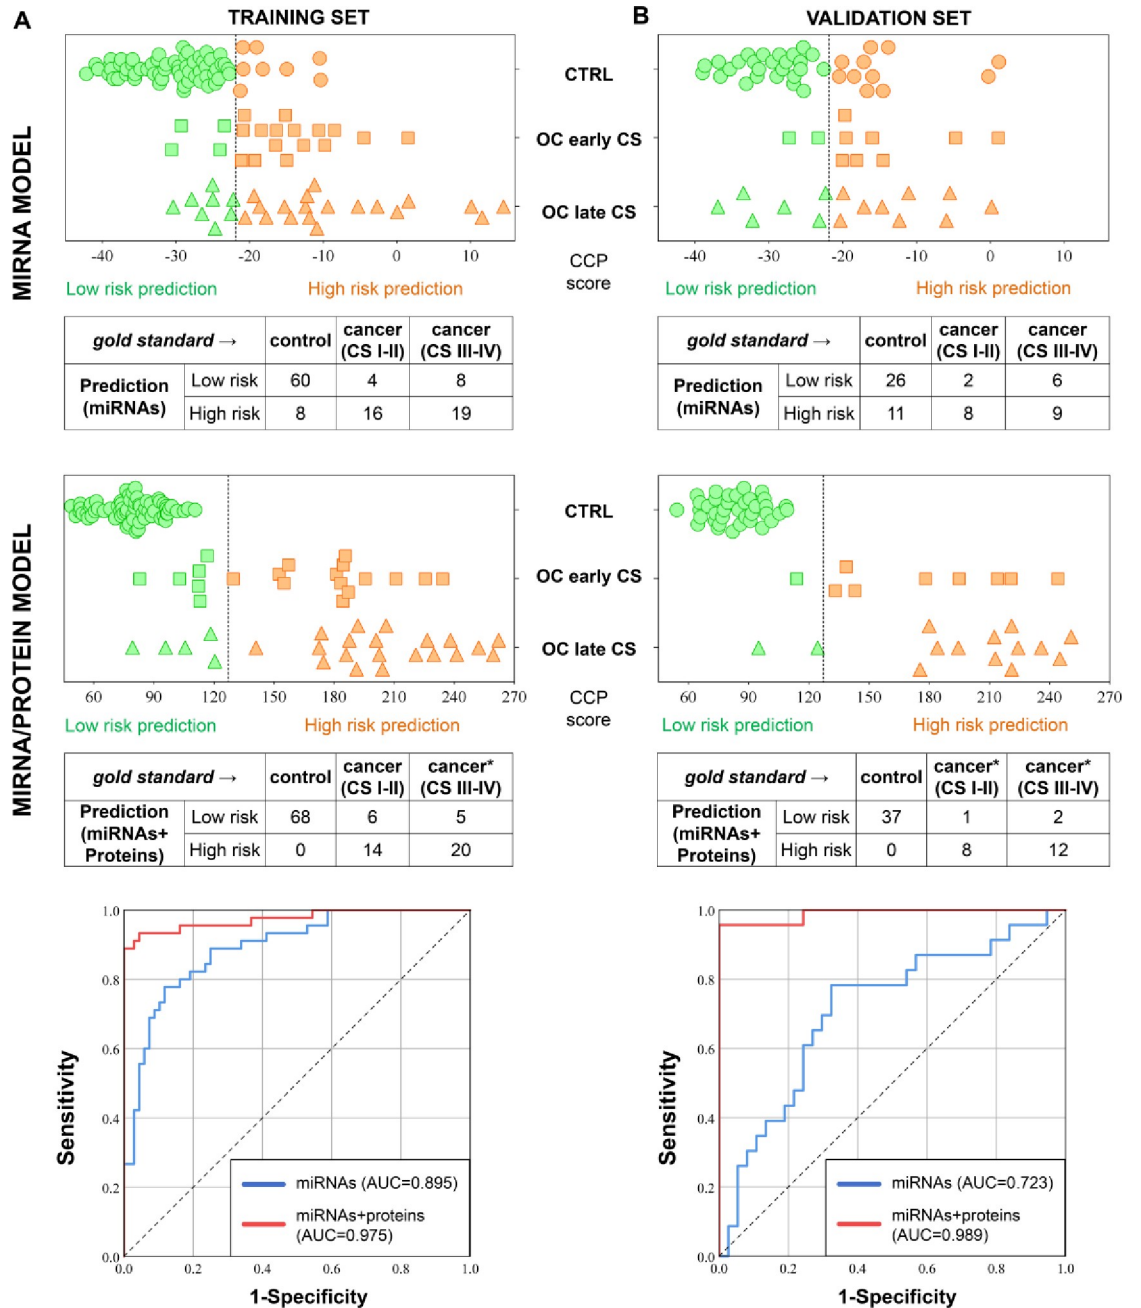 A
TRAINING SET
B
VALIDATION SET
MIRNA MODEL
CTRL
OC early CS
OC late CS
-40 -30 -20 -10 0 10
CCP
score
-40 -30 -20 -10 0 10
Low risk prediction High risk prediction
Low risk prediction High risk prediction
gold standard → control cancer (CS I-II) cancer (CS III-IV)
Prediction (miRNAs) Low risk 60 4 8
High risk 8 16 19
gold standard → control cancer (CS I-II) cancer (CS III-IV)
Prediction (miRNAs) Low risk 26 2 6
High risk 11 8 9
MIRNA/PROTEIN MODEL
CTRL
OC early CS
OC late CS
60 90 120 150 180 210 240 270
CCP
score
60 90 120 150 180 210 240 270
Low risk prediction High risk prediction
Low risk prediction High risk prediction
gold standard → control cancer (CS I-II) cancer* (CS III-IV)
Prediction (miRNAs+ Proteins) Low risk 68 6 5
High risk 0 14 20
gold standard → control cancer* (CS I-II) cancer* (CS III-IV)
Prediction (miRNAs+ Proteins) Low risk 37 1 2
High risk 0 8 12
Sensitivity
1.0
0.8
0.6
0.4
0.2
0.0
miRNAs (AUC=0.895)
miRNAs+proteins
(AUC=0.975)
0.0 0.2 0.4 0.6 0.8 1.0
1-Specificity
Sensitivity
1.0
0.8
0.6
0.4
0.2
0.0
miRNAs (AUC=0.723)
miRNAs+proteins
(AUC=0.989)
0.0 0.2 0.4 0.6 0.8 1.0
1-Specificity